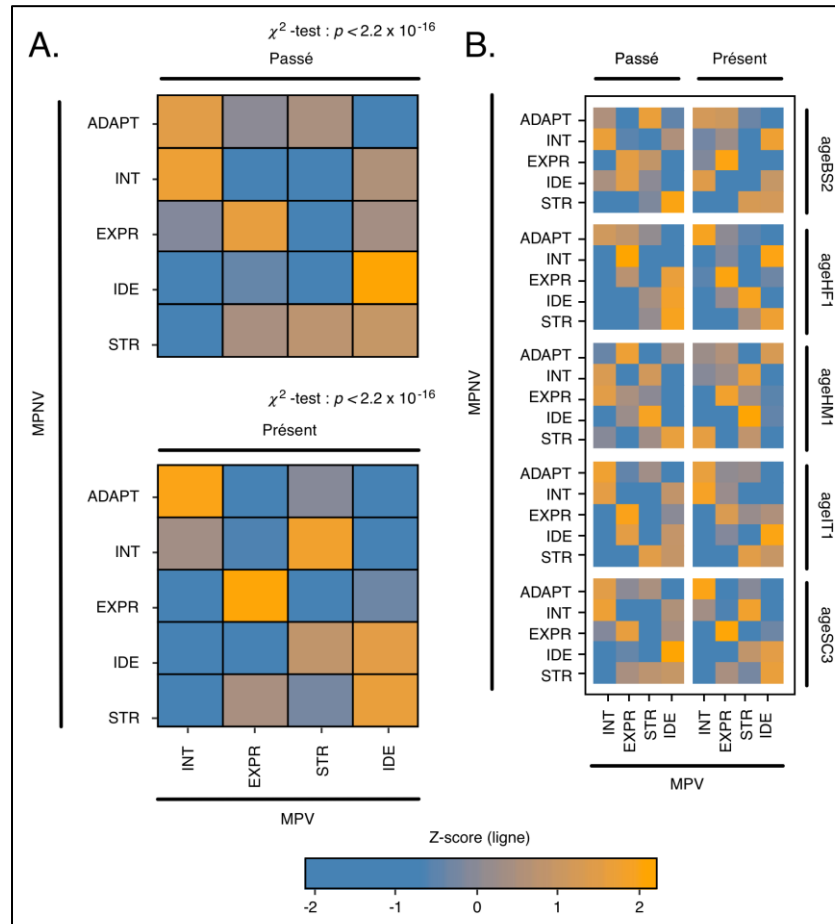 A.
χ² -test : p < 2.2 x 10⁻¹⁶
Passé
MPNV
ADAPT
INT
EXPR
IDE
STR
χ² -test : p < 2.2 x 10⁻¹⁶
Présent
ADAPT
INT
EXPR
IDE
STR
INT EXPR STR IDE
MPV
B.
Passé Présent
MPNV
ADAPT
INT
EXPR
IDE
STR
ageBS2
ADAPT
INT
EXPR
IDE
STR
ageHF1
ADAPT
INT
EXPR
IDE
STR
ageHM1
ADAPT
INT
EXPR
IDE
STR
ageIT1
ADAPT
INT
EXPR
IDE
STR
ageSC3
INT EXPR STR IDE INT EXPR STR IDE
MPV
Z-score (ligne)
-2 -1 0 1 2